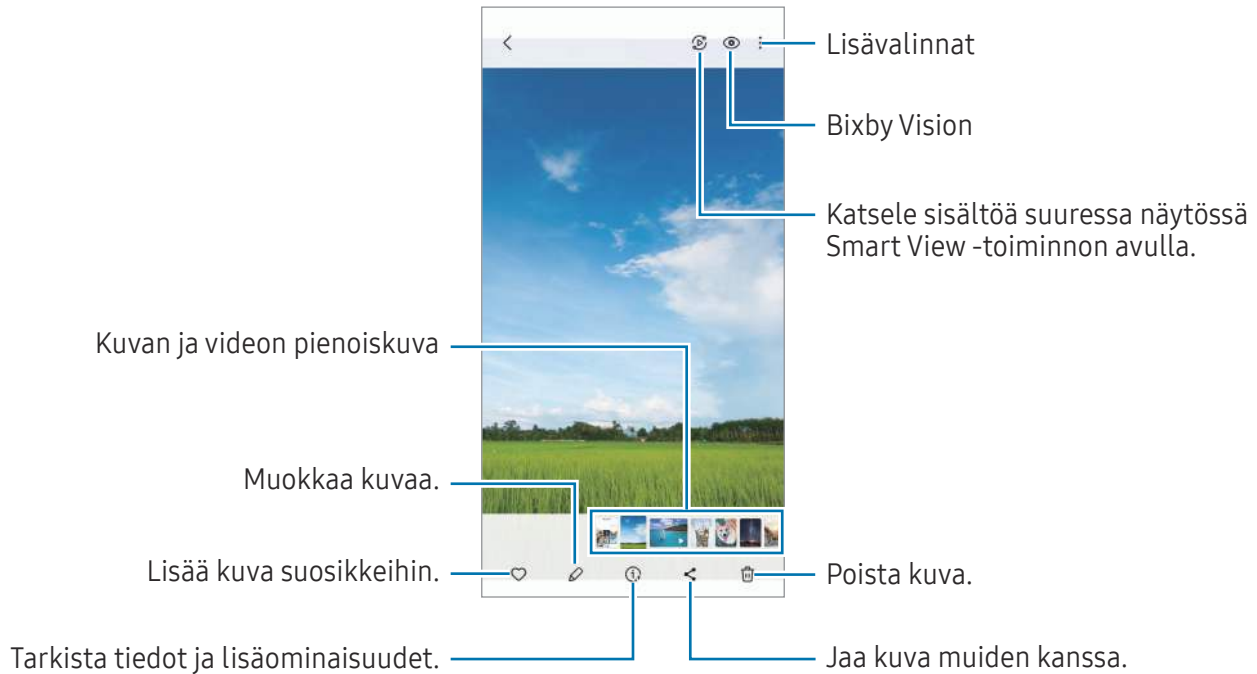 Lisävalinnat
Bixby Vision
Katsele sisältöä suuressa näytössä
Smart View -toiminnon avulla.
Kuvan ja videon pienoiskuva
Muokkaa kuvaa.
Lisää kuva suosikkeihin.
Poista kuva.
Tarkista tiedot ja lisäominaisuudet.
Jaa kuva muiden kanssa.